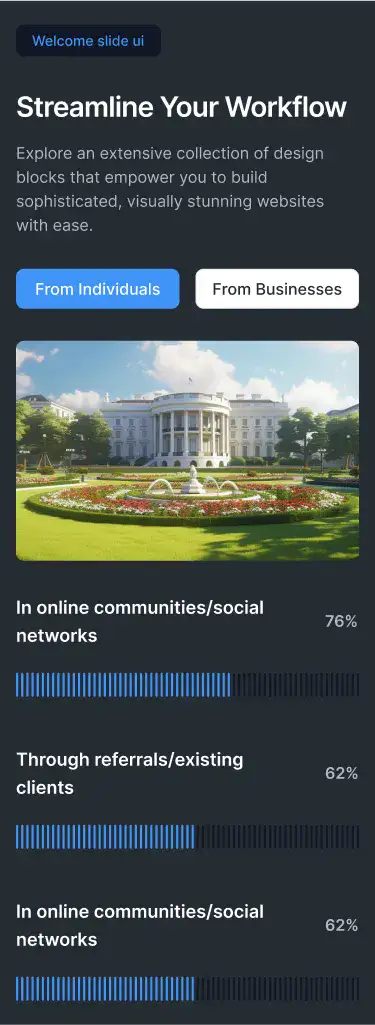 Welcome slide ui
Streamline Your Workflow
Explore an extensive collection of design
blocks that empower you to build
sophisticated, visually stunning websites
with ease.
From Individuals
From Businesses
In online communities/social
networks
76%
Through referrals/existing
clients
62%
In online communities/social
networks
62%